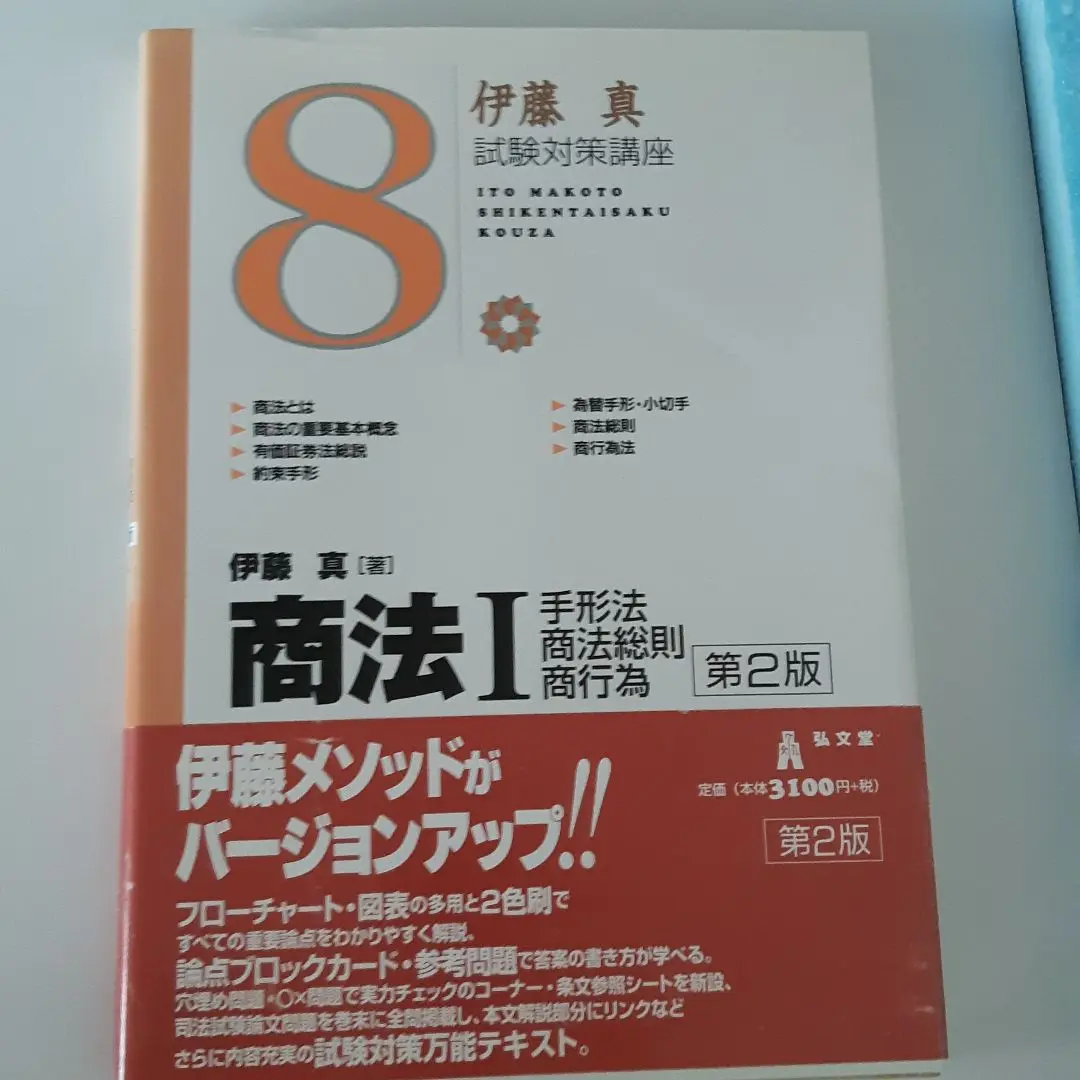 8
伊藤 真
試験対策講座
ITO MAKOTO
SHIKENTAISAKU
KOUZA
▶ 商法とは
▶ 商法の重要基本概念
▶ 有価証券法総説
▶ 約束手形
▶ 為替手形・小切手
▶ 商法総則
▶ 商行為法
伊藤 真[著]
商法Ⅰ
手形法
商法総則
商行為
第2版
伊藤メソッドが
バージョンアップ!!
弘文堂
定価(本体3100円+税)
第2版
フローチャート・図表の多用と2色刷で
すべての重要論点をわかりやすく解説、
論点ブロックカード・参考問題で答案の書き方が学べる。
穴埋め問題・○×問題で実力チェックのコーナー・条文参照シートを新設、
司法試験論文問題を巻末に全問掲載し、本文解説部分にリンクなど
さらに内容充実の試験対策万能テキスト。